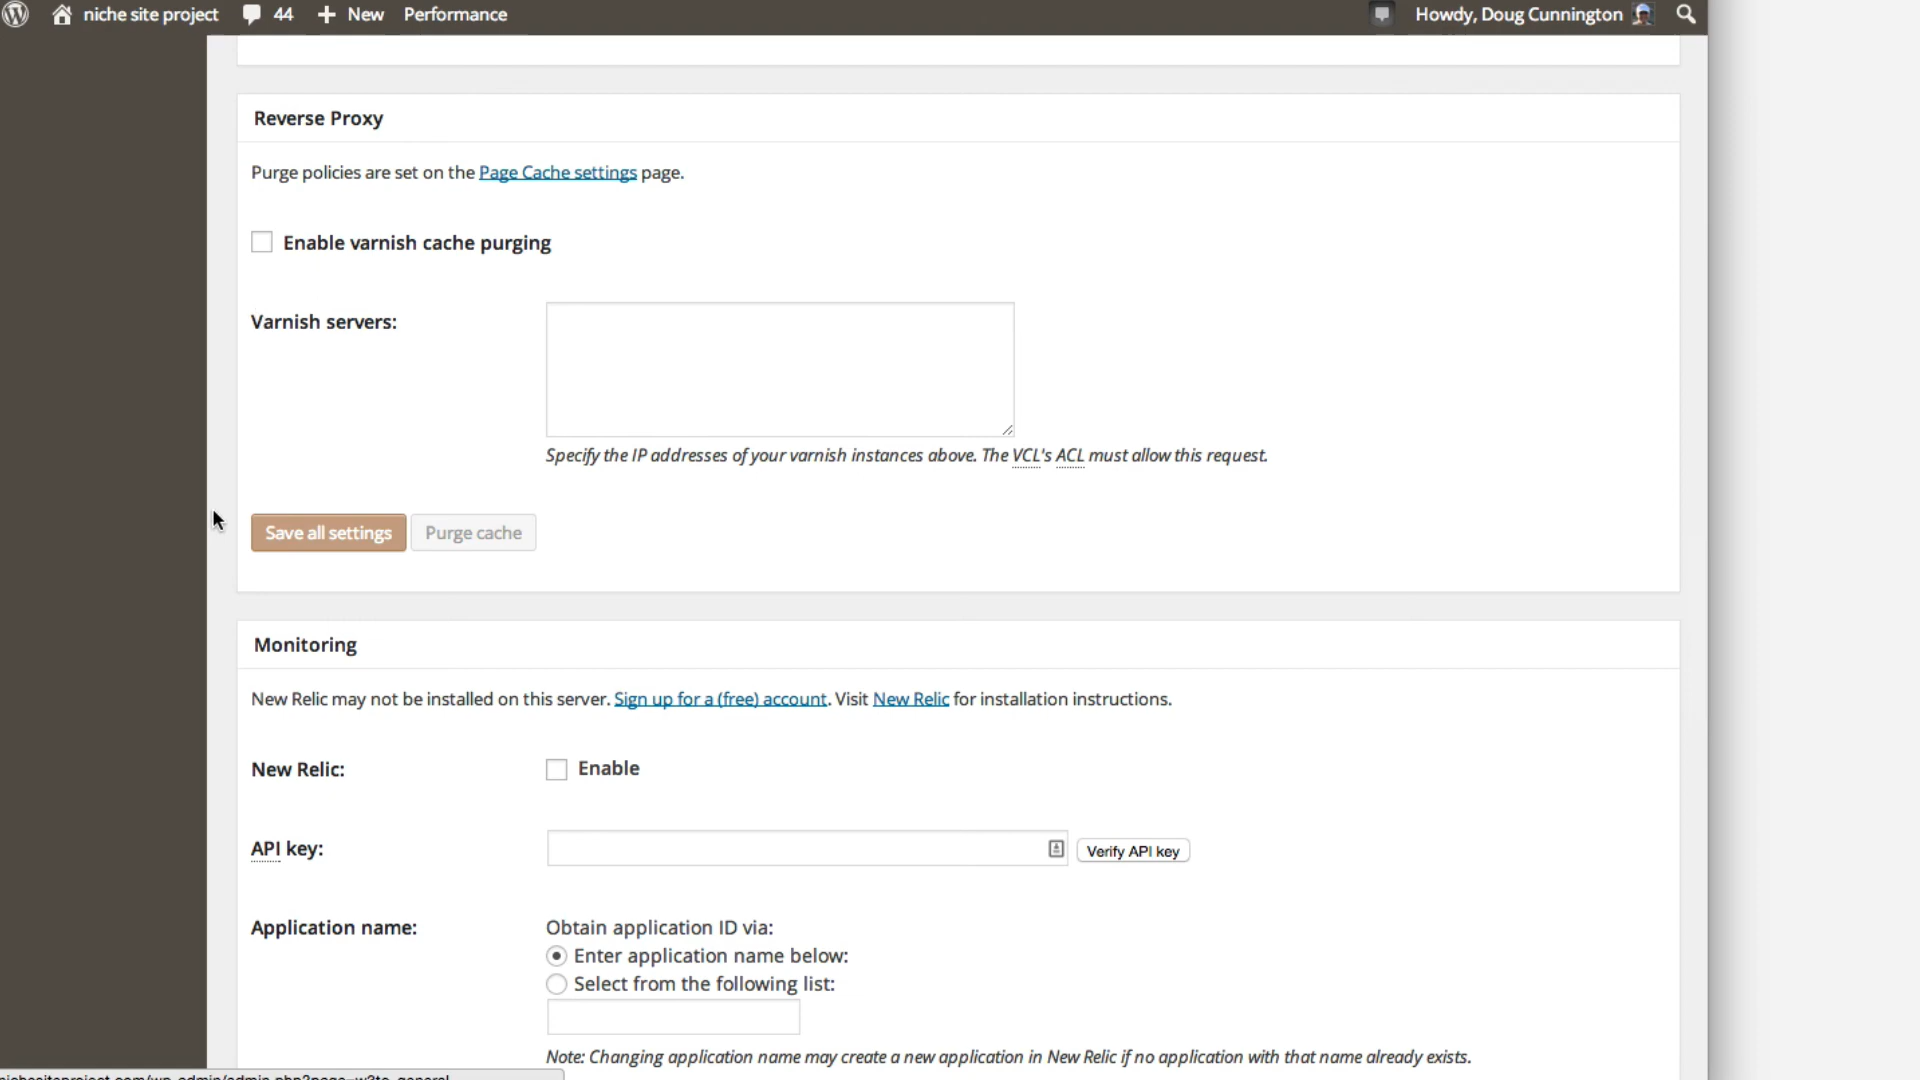 niche site project 44 New Performance Howdy, Doug Cunnington
Reverse Proxy
Purge policies are set on the Page Cache settings page.
Enable varnish cache purging
Varnish servers:
Specify the IP addresses of your varnish instances above. The VCL's ACL must allow this request.
Save all settings Purge cache
Monitoring
New Relic may not be installed on this server. Sign up for a (free) account. Visit New Relic for installation instructions.
New Relic: Enable
API key: Verify API key
Application name: Obtain application ID via:
Enter application name below:
Select from the following list:
Note: Changing application name may create a new application in New Relic if no application with that name already exists.